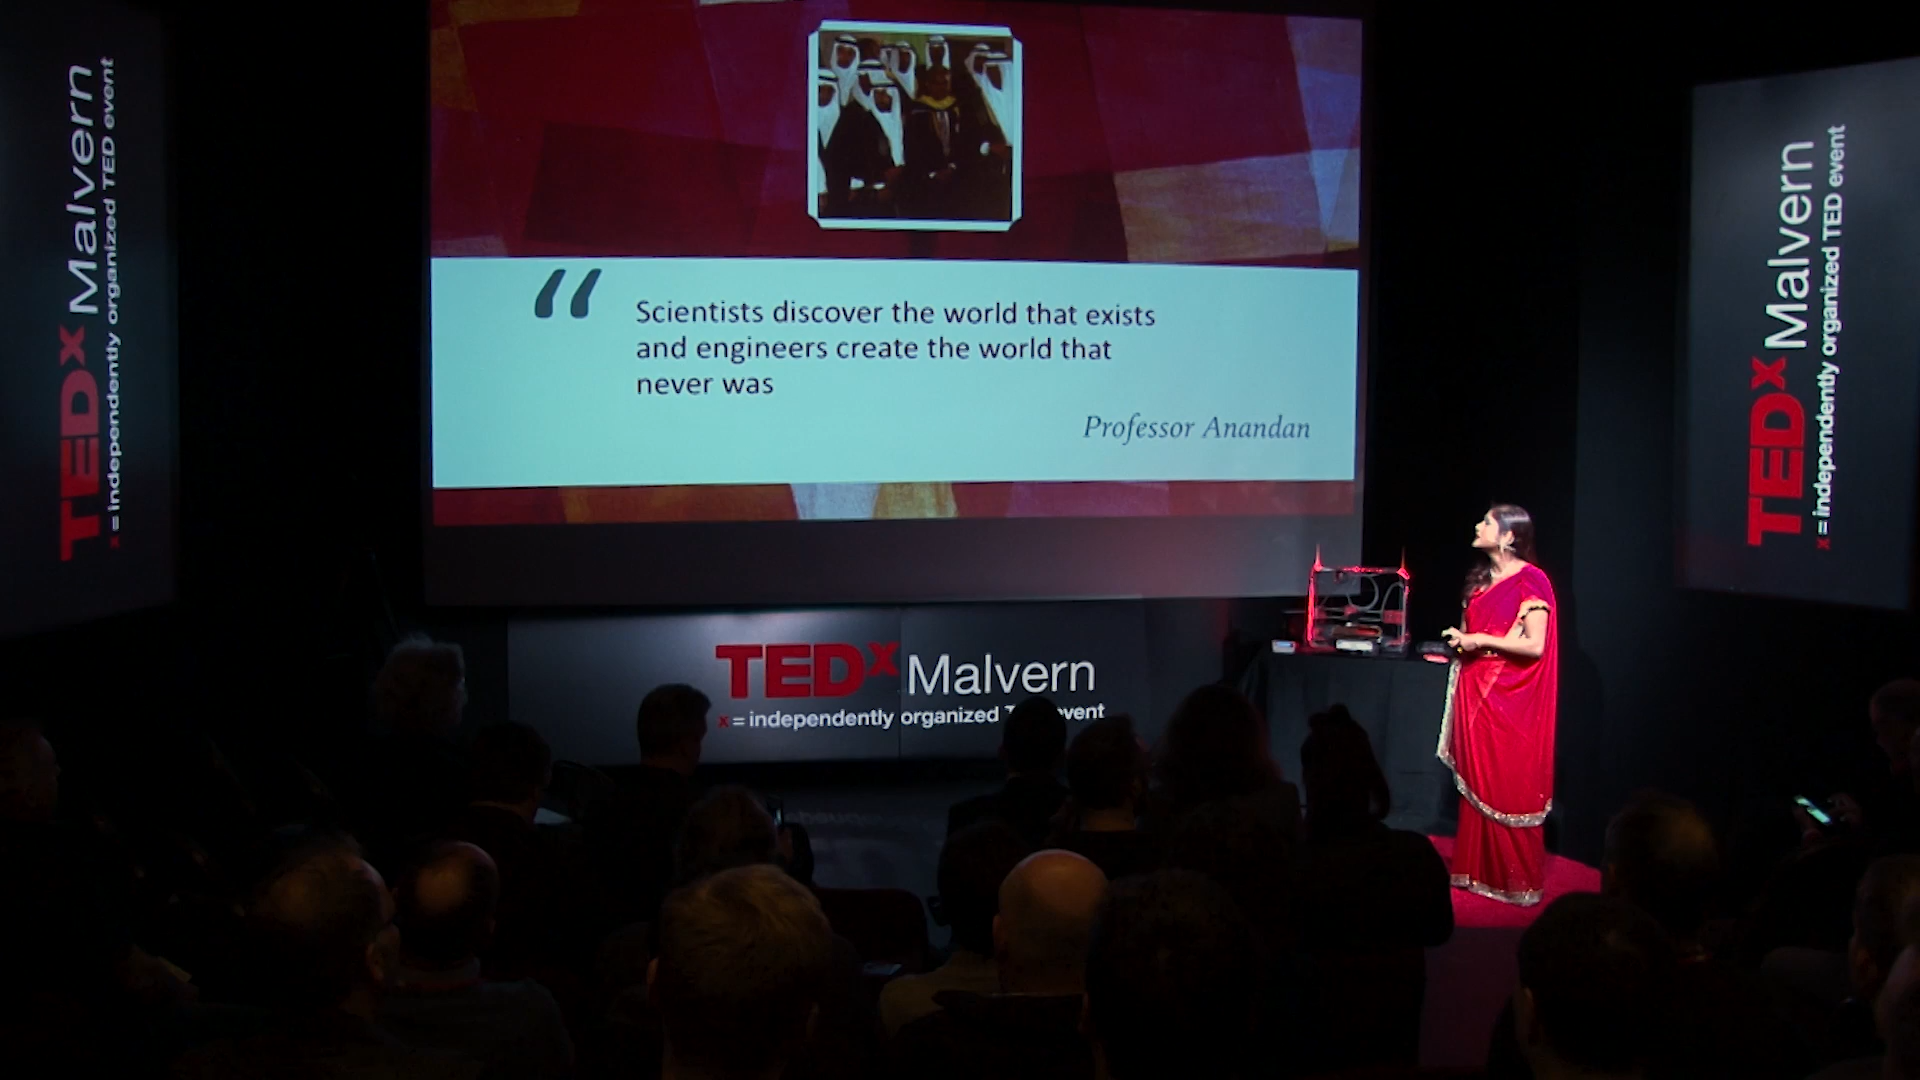 TEDx Malvern
x = independently organized TED event
“
Scientists discover the world that exists
and engineers create the world that
never was
Professor Anandan
TEDx Malvern
x = independently organized TED event
TEDx Malvern
x = independently organized event